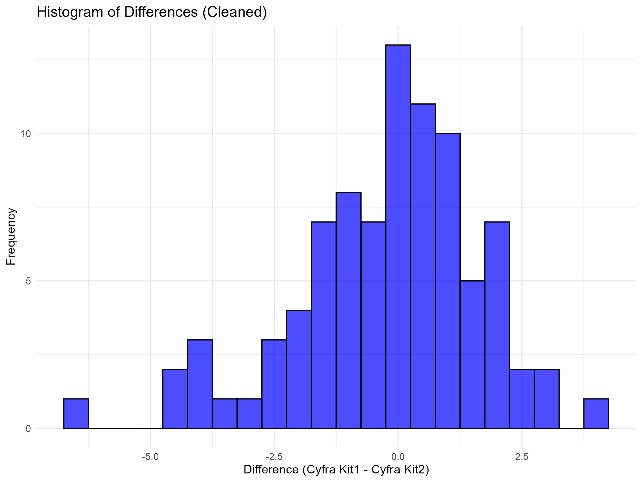 Histogram of Differences (Cleaned)
10
5
0
Frequency
-5.0 -2.5 0.0 2.5
Difference (Cyfra Kit1 - Cyfra Kit2)